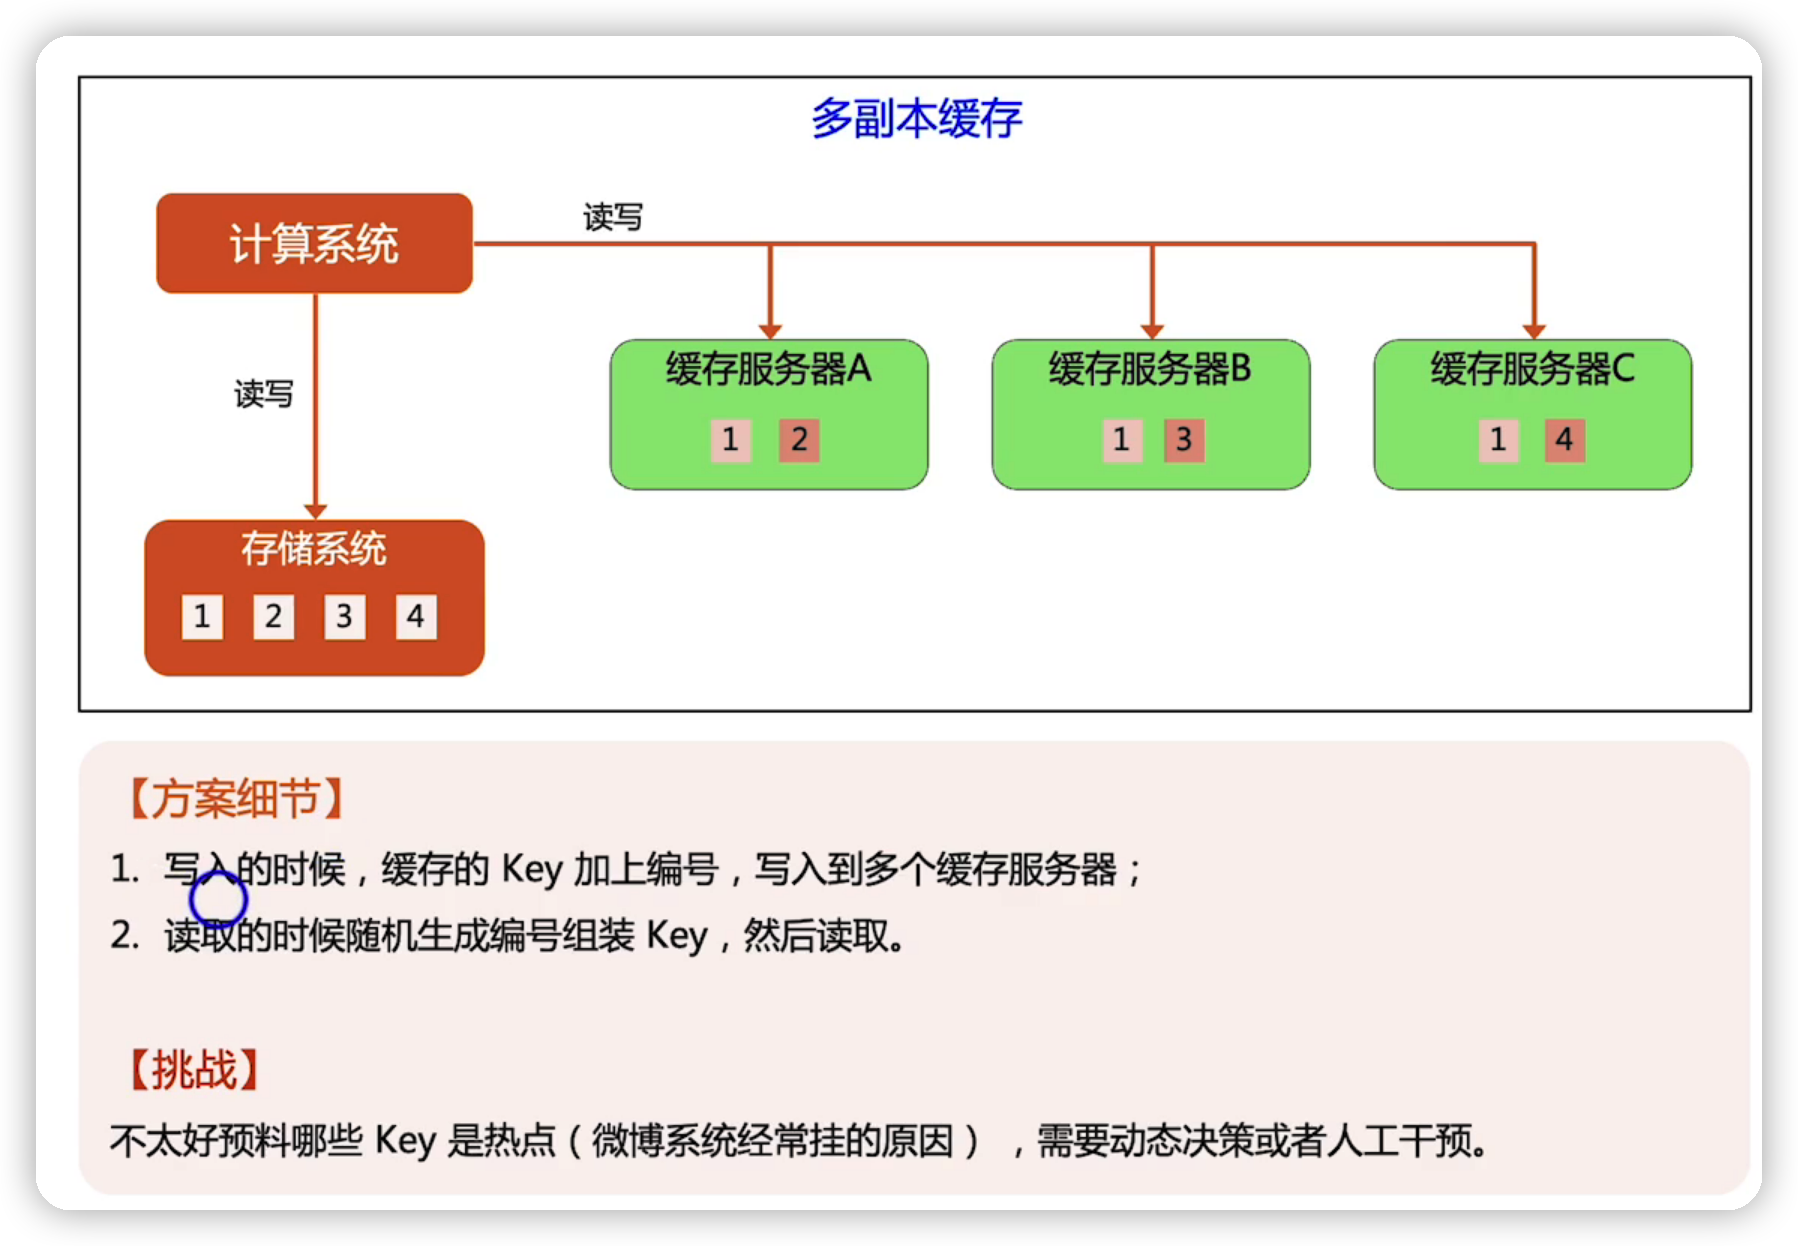 多副本缓存
计算系统
读写
缓存服务器A
1 2
缓存服务器B
1 3
缓存服务器C
1 4
读写
存储系统
1 2 3 4
【方案细节】
1. 写入的时候，缓存的 Key 加上编号，写入到多个缓存服务器；
2. 读取的时候随机生成编号组装 Key，然后读取。
【挑战】
不太好预料哪些 Key 是热点（微博系统经常挂的原因），需要动态决策或者人工干预。